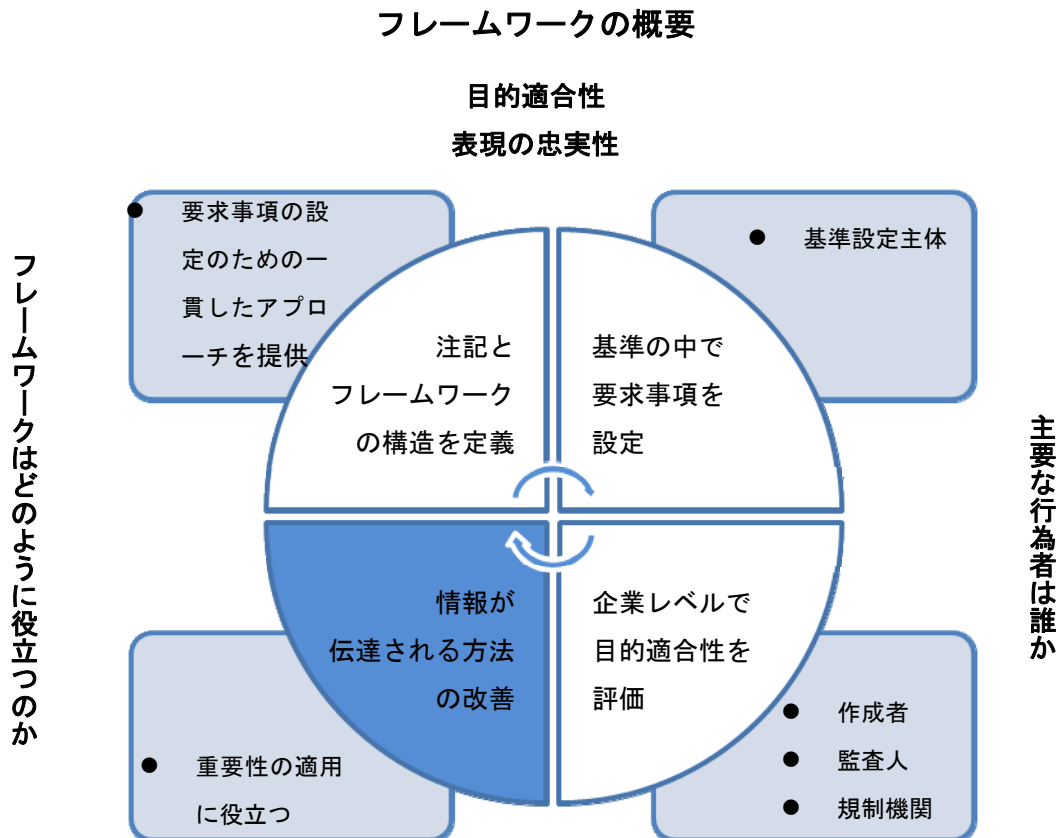 フレームワークの概要
目的適合性
表現の忠実性
フレームワークはどのように役立つのか
● 要求事項の設
定のための一
貫したアプロ
ーチを提供
● 基準設定主体
注記と
フレームワーク
の構造を定義
基準の中で
要求事項を
設定
主要な行為者は誰か
情報が
伝達される方法
の改善
企業レベルで
目的適合性を
評価
● 重要性の適用
に役立つ
● 作成者
● 監査人
● 規制機関